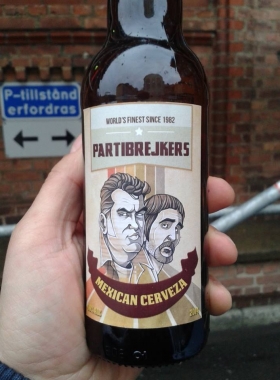 P-tillstånd
erfordras
WORLD'S FINEST SINCE 1982
PARTIBREJKERS
MEXICAN CERVEZA